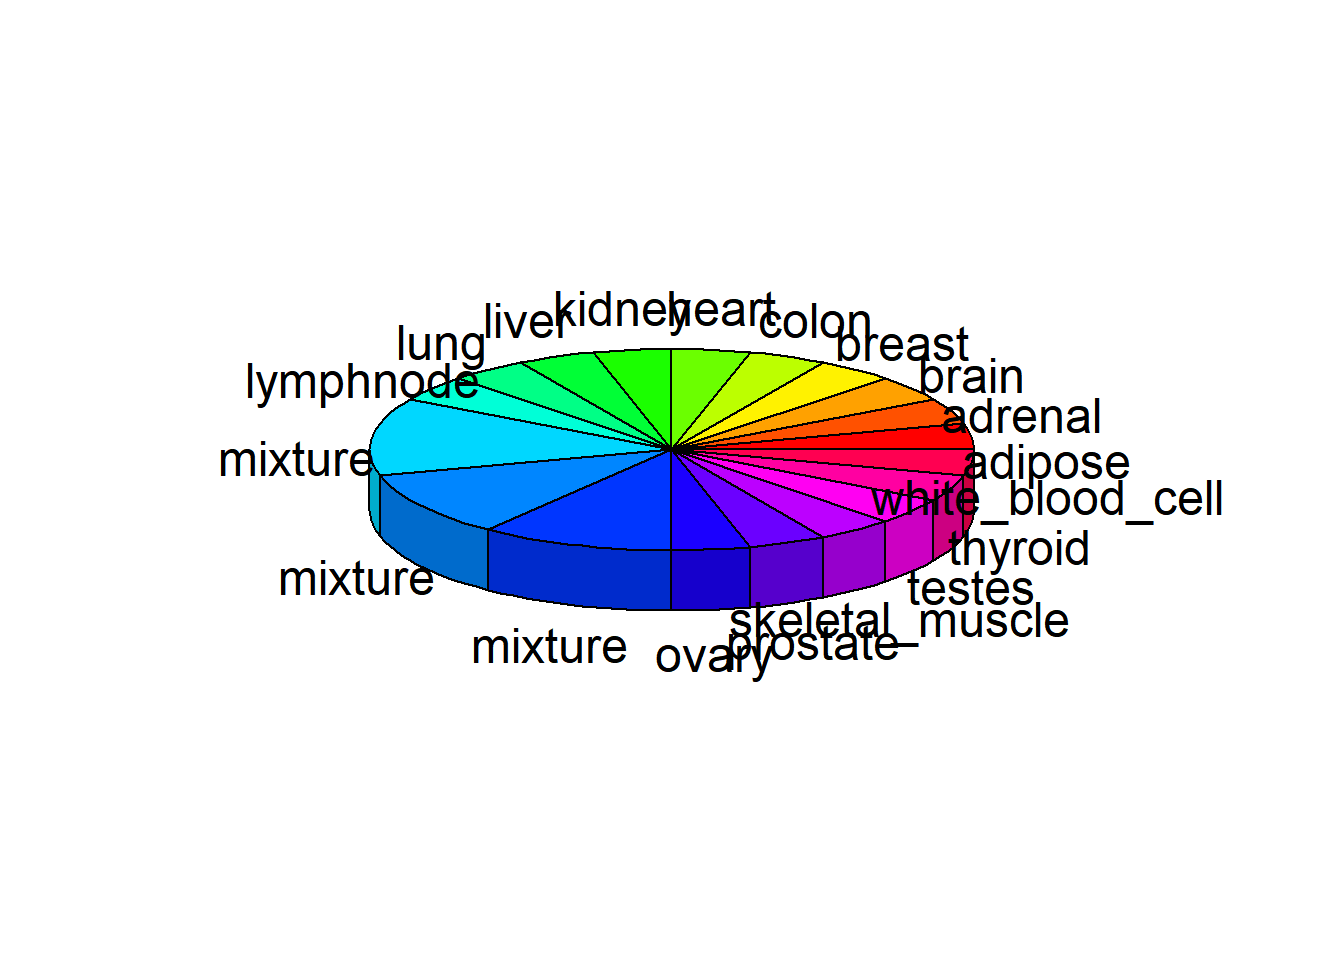 kidney
heart
liver
colon
lung
breast
brain
lymphnode
adrenal
mixture
adipose
white_blood_cell
thyroid
mixture
testes
skeletal_muscle
prostate
mixture
ovary